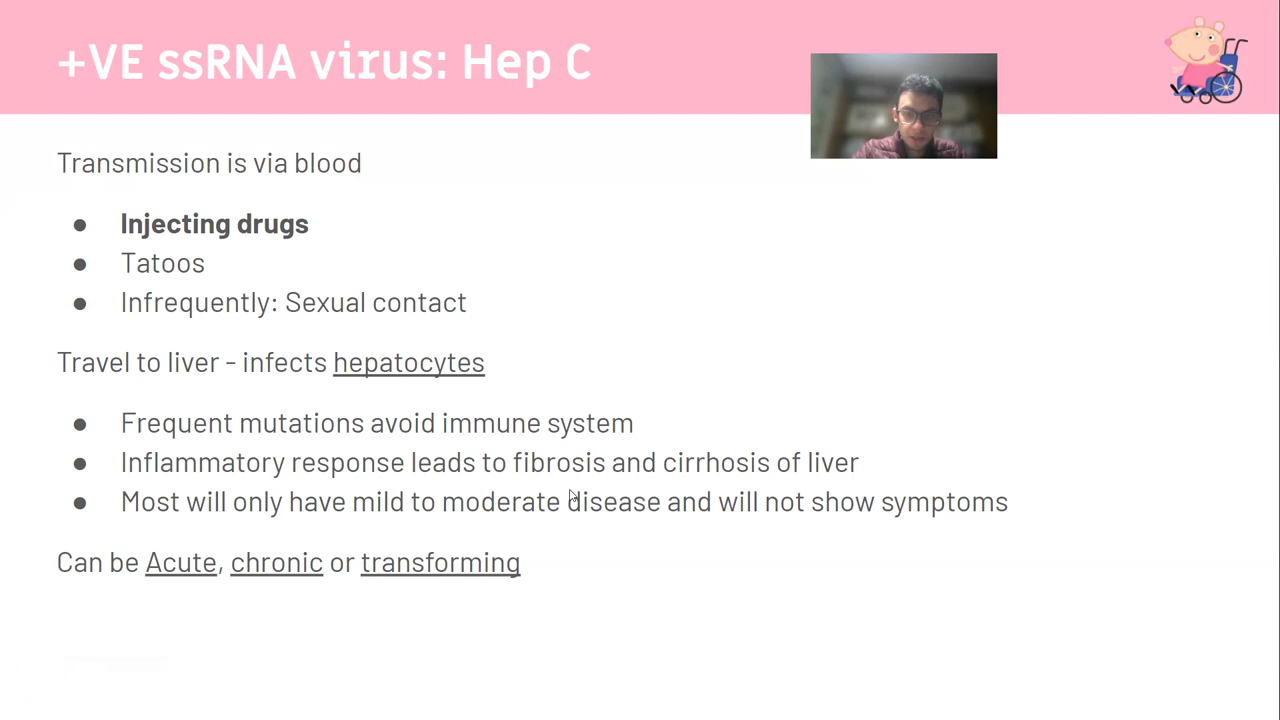 +VE ssRNA virus: Hep C
Transmission is via blood
● Injecting drugs
● Tatoos
● Infrequently: Sexual contact
Travel to liver - infects hepatocytes
● Frequent mutations avoid immune system
● Inflammatory response leads to fibrosis and cirrhosis of liver
● Most will only have mild to moderate disease and will not show symptoms
Can be Acute, chronic or transforming